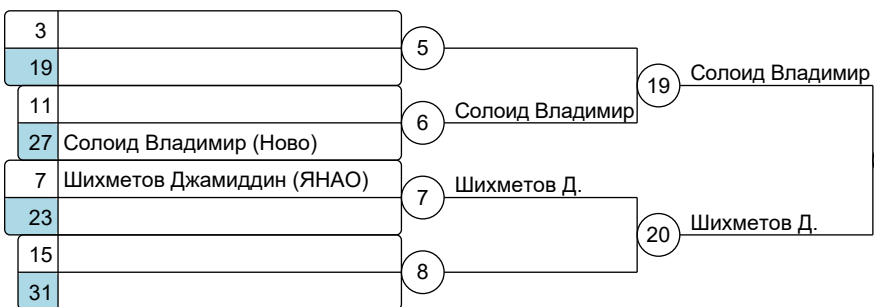 3
5
19
19 Солоид Владимир
11
6 Солоид Владимир
27 Солоид Владимир (Ново)
7 Шихметов Джамиддин (ЯНАО)
7 Шихметов Д.
23
20 Шихметов Д.
15
8
31